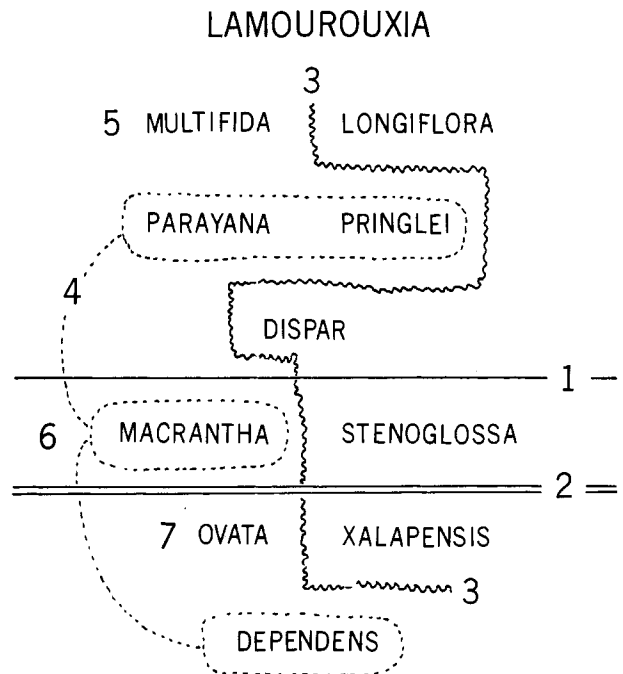 LAMOUROUXIA
3
5 MULTIFIDA LONGIFLORA
PARAYANA PRINGLEI
4
DISPAR
1
6 MACRANTHA STENOGLOSSA
2
7 OVATA XALAPENSIS
3
DEPENDENS